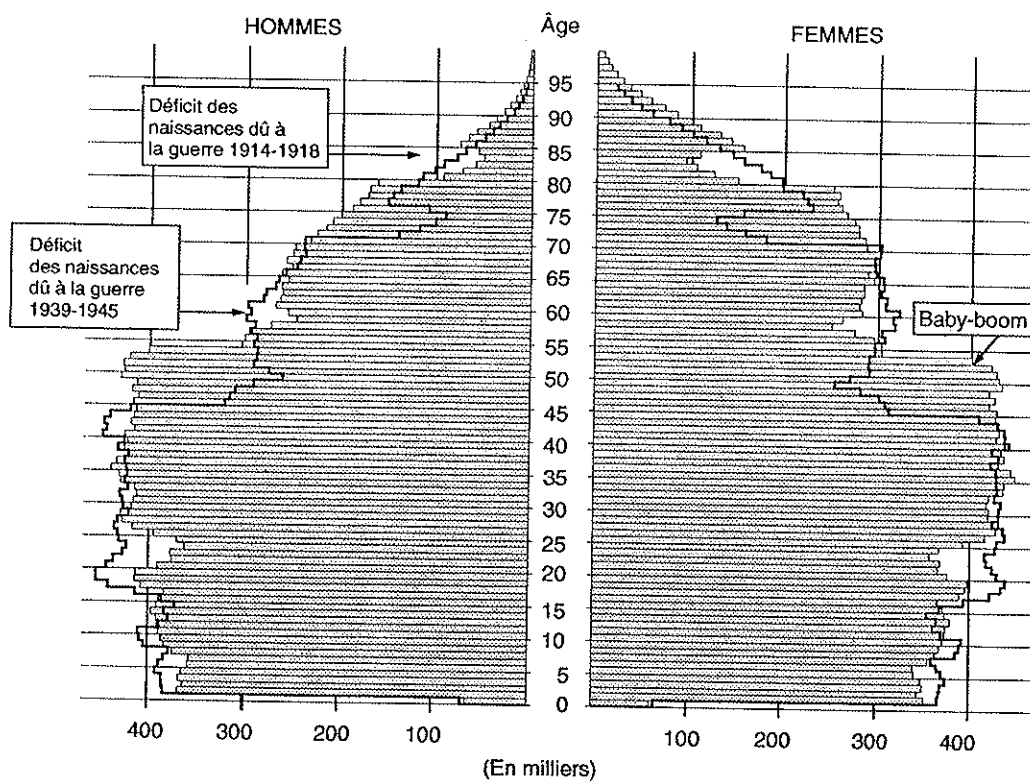 HOMMES
Âge
FEMMES
Déficit des
naissances dû à
la guerre 1914-1918
Déficit
des naissances
dû à la guerre
1939-1945
Baby-boom
95
90
85
80
75
70
65
60
55
50
45
40
35
30
25
20
15
10
5
0
400
300
200
100
100
200
300
400
(En milliers)